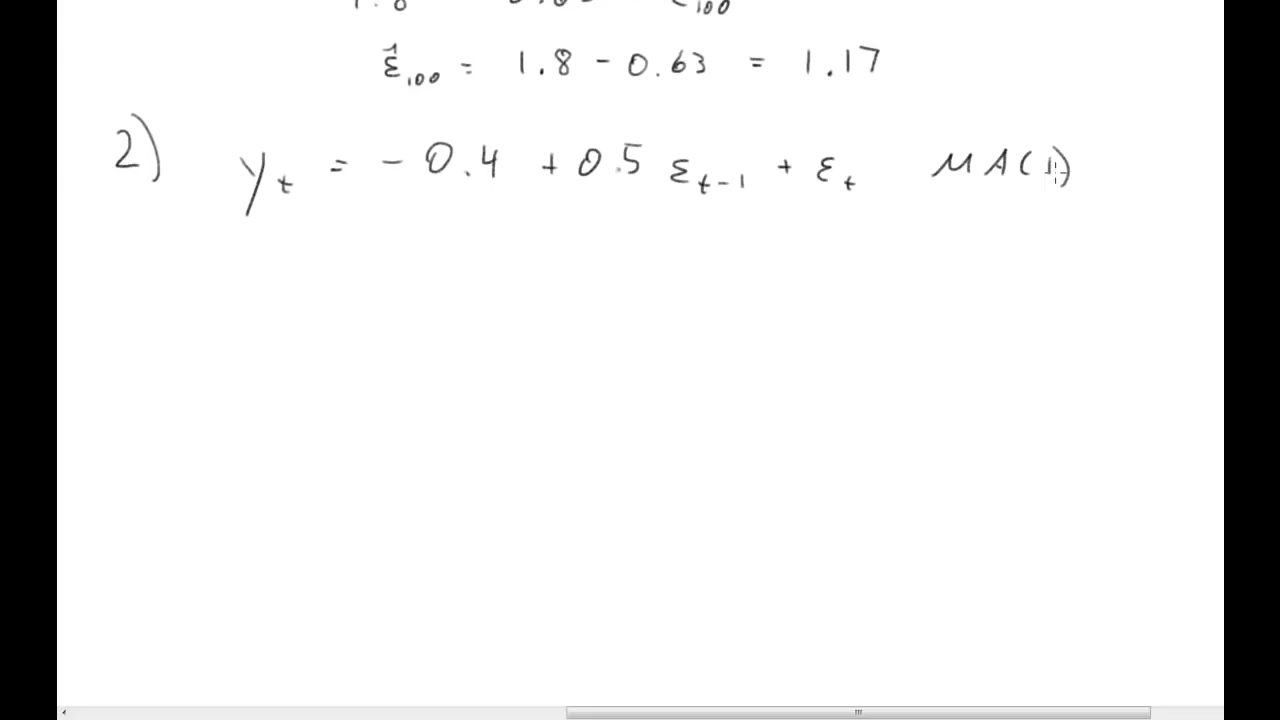 ε̂₁₀₀ = 1.8 - 0.63 = 1.17
2) yₜ = - 0.4 + 0.5 εₜ₋₁ + εₜ MA(1)